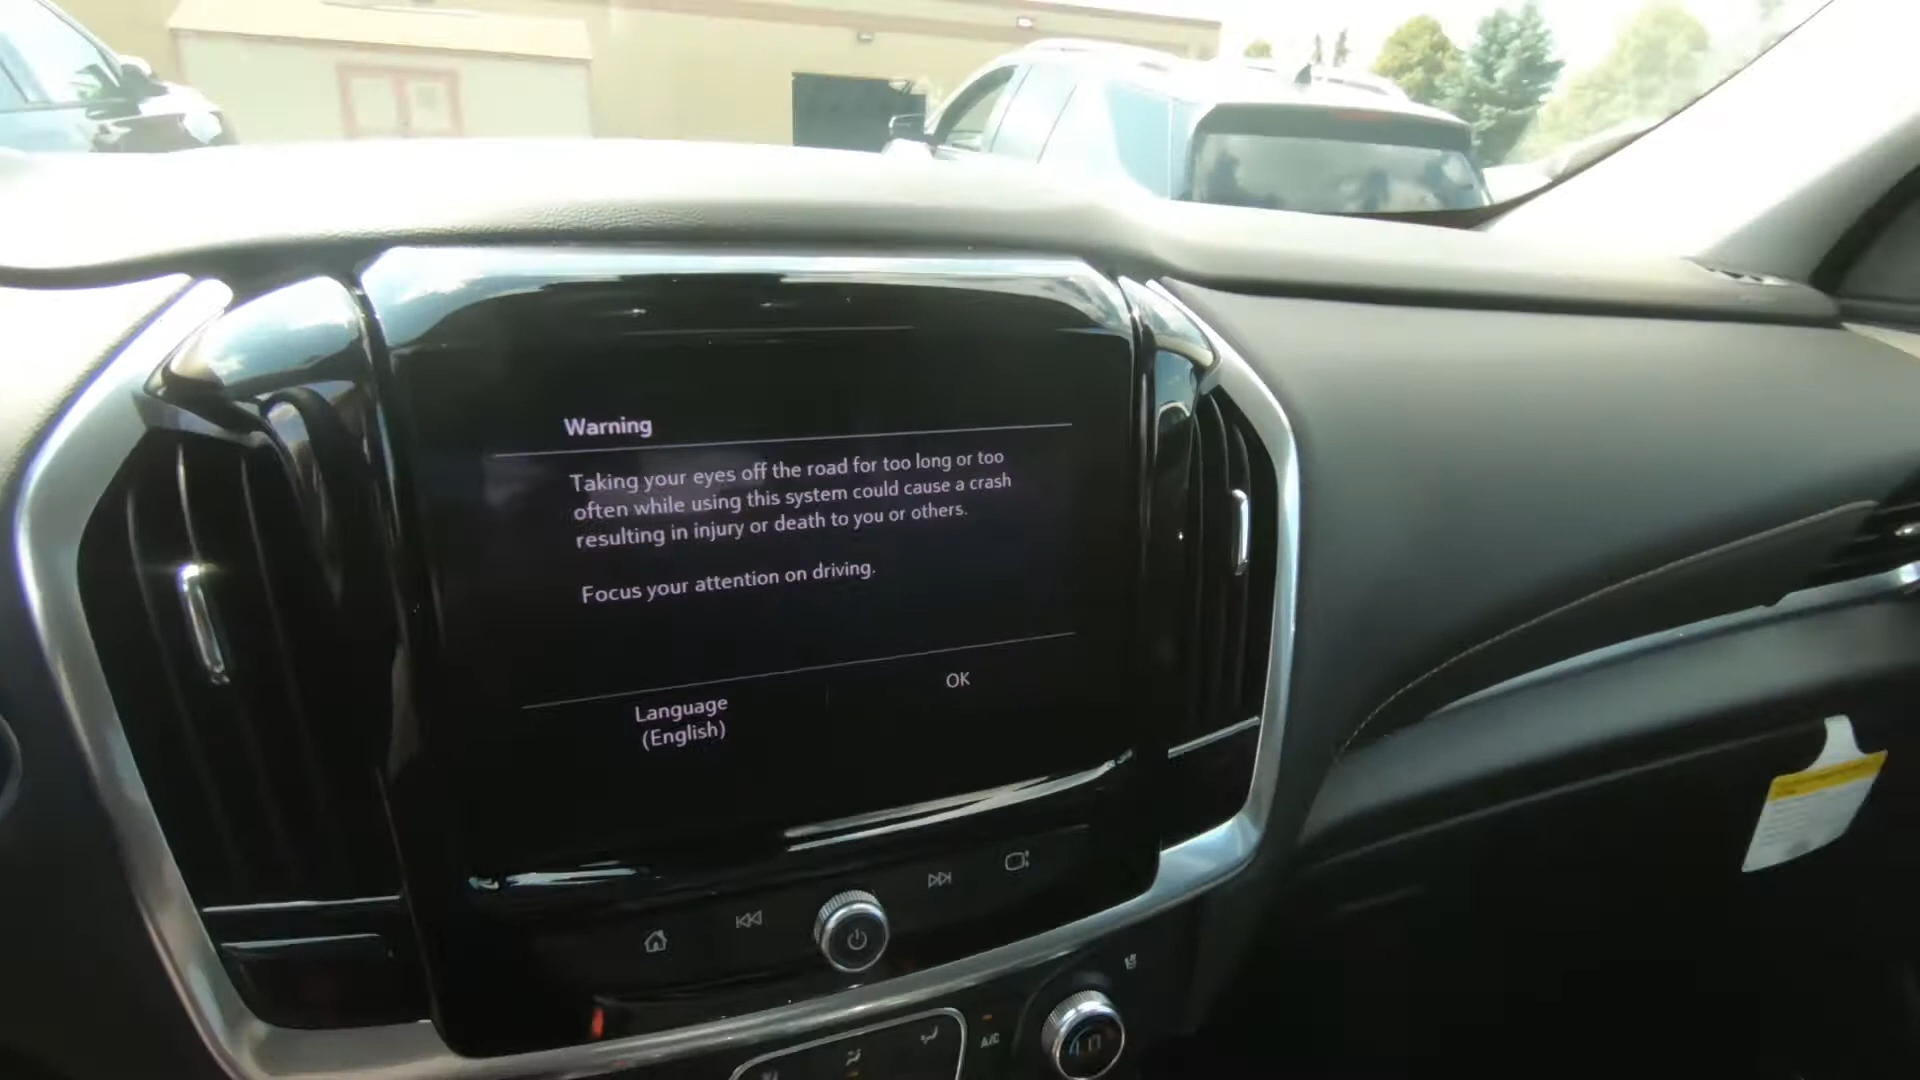 Warning
Taking your eyes off the road for too long or too
often while using this system could cause a crash
resulting in injury or death to you or others.
Focus your attention on driving.
Language
(English)
OK
A/C